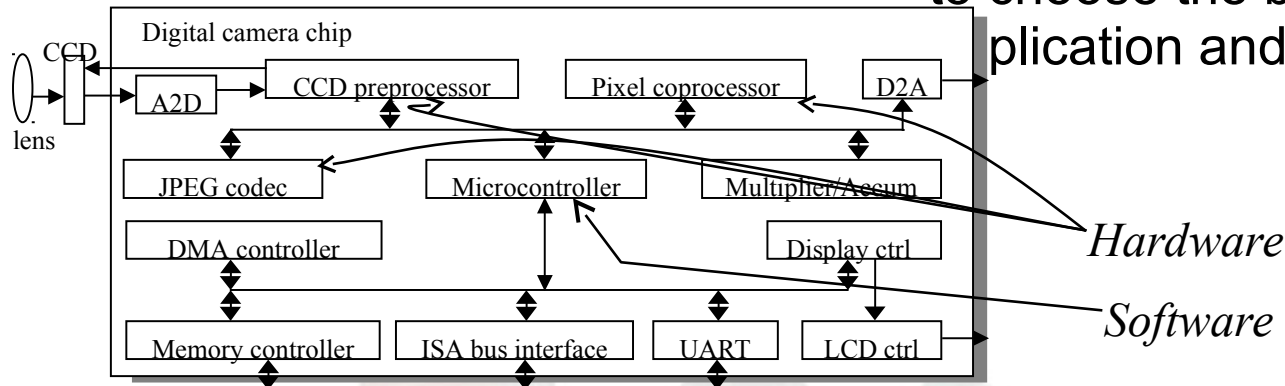 to choose the b
plication and
Digital camera chip
CCD
A2D
CCD preprocessor
Pixel coprocessor
D2A
lens
JPEG codec
Microcontroller
Multiplier/Accum
DMA controller
Display ctrl
Hardware
Software
Memory controller
ISA bus interface
UART
LCD ctrl